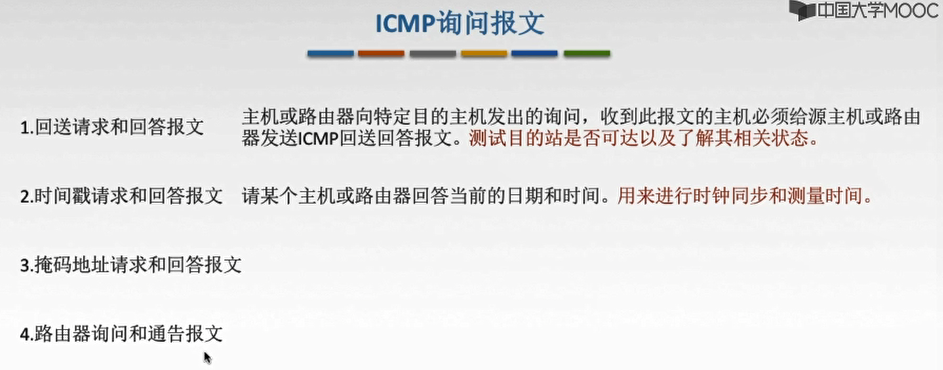 中国大学MOOC
ICMP询问报文
1.回送请求和回答报文
主机或路由器向特定目的主机发出的询问，收到此报文的主机必须给源主机或路由
器发送ICMP回送回答报文。测试目的站是否可达以及了解其相关状态。
2.时间戳请求和回答报文
请某个主机或路由器回答当前的日期和时间。用来进行时钟同步和测量时间。
3.掩码地址请求和回答报文
4.路由器询问和通告报文